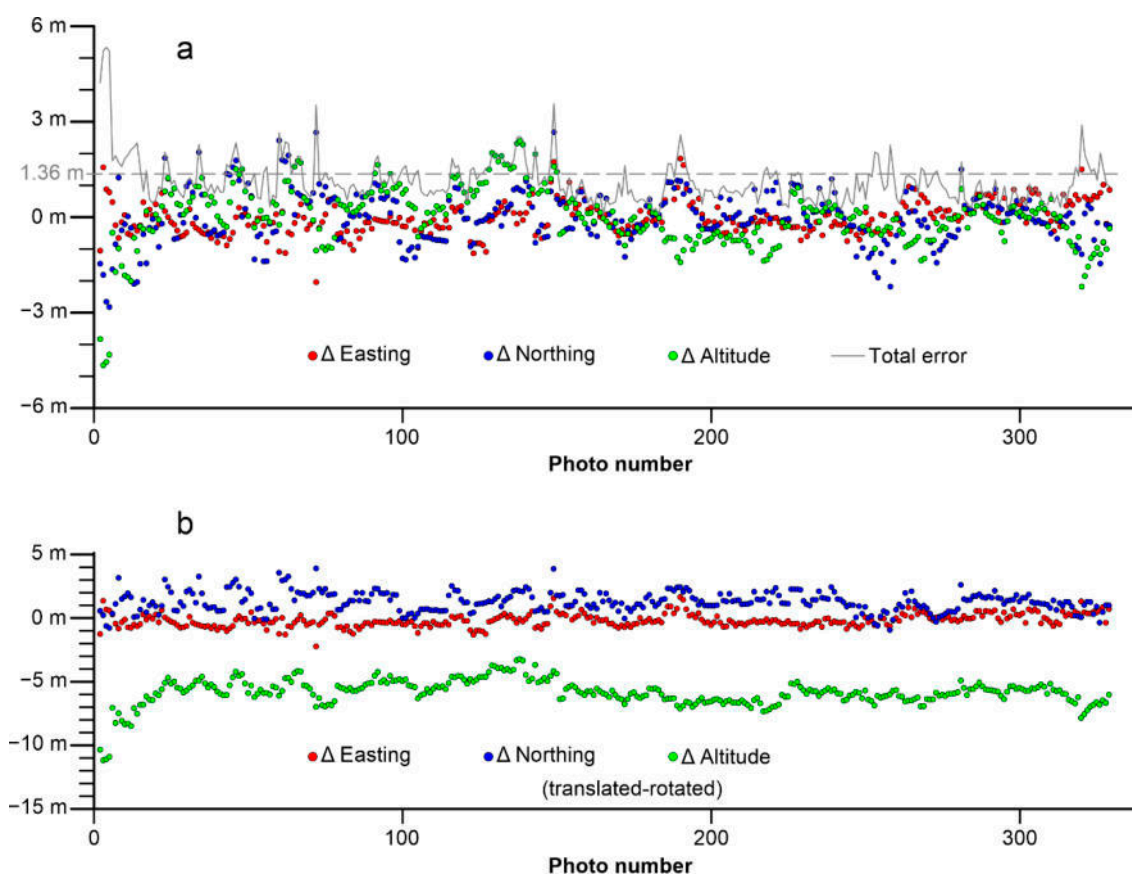 6 m
a
3 m
1.36 m
0 m
−3 m
Δ Easting Δ Northing Δ Altitude Total error
−6 m
0 100 200 300
Photo number
b
5 m
0 m
−5 m
−10 m
Δ Easting Δ Northing Δ Altitude
(translated-rotated)
−15 m
0 100 200 300
Photo number